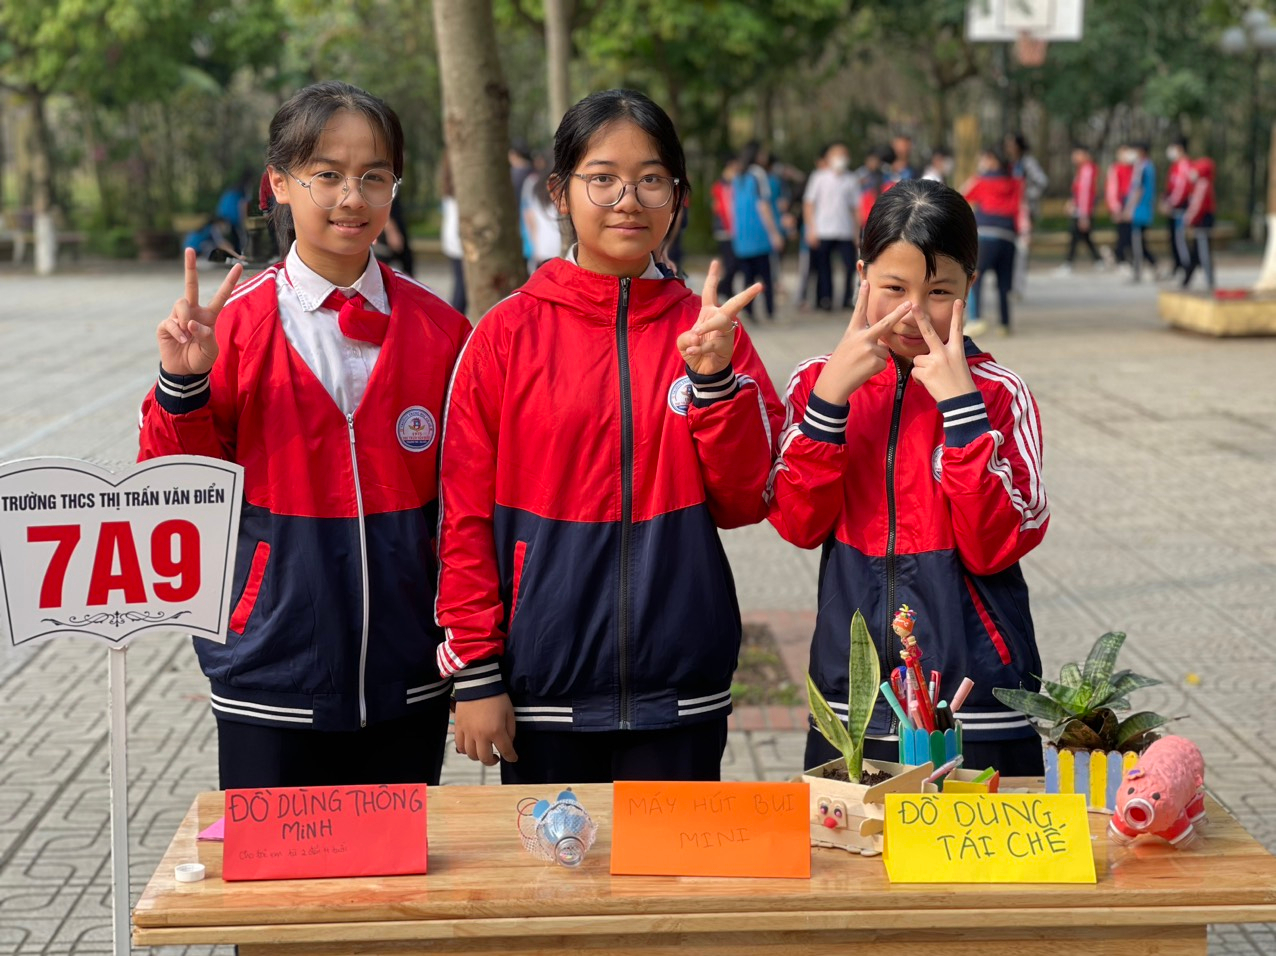 TRƯỜNG THCS THỊ TRẤN VĂN ĐIỂN
7A9
ĐỒ DÙNG THÔNG
MINH
MÁY HÚT BỤI
MINI
ĐỒ DÙNG
TÁI CHẾ